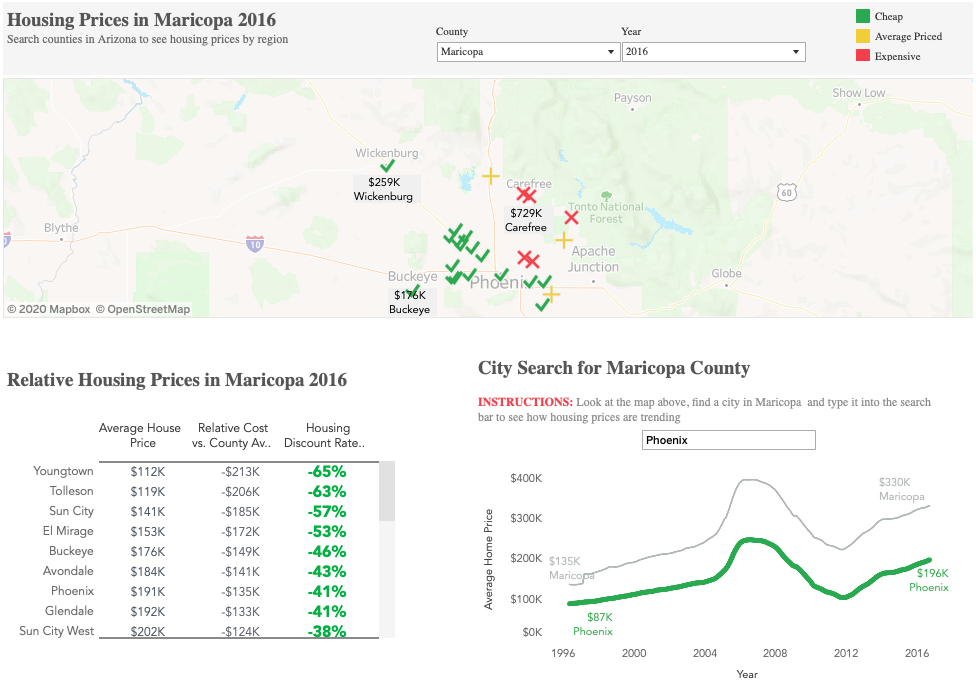 Housing Prices in Maricopa 2016
Search counties in Arizona to see housing prices by region
County
Maricopa
Year
2016
Cheap
Average Priced
Expensive
Payson
Show Low
Wickenburg
$259K
Wickenburg
Carefree
$729K
Carefree
Tonto National
Forest
60
Blythe
10
Apache
Junction
Globe
Buckeye
Phoenix
$176K
Buckeye
© 2020 Mapbox © OpenStreetMap
Relative Housing Prices in Maricopa 2016
Average House Price Relative Cost vs. County Av.. Housing Discount Rate..
Youngtown $112K -$213K -65%
Tolleson $119K -$206K -63%
Sun City $141K -$185K -57%
El Mirage $153K -$172K -53%
Buckeye $176K -$149K -46%
Avondale $184K -$141K -43%
Phoenix $191K -$135K -41%
Glendale $192K -$133K -41%
Sun City West $202K -$124K -38%
City Search for Maricopa County
INSTRUCTIONS: Look at the map above, find a city in Maricopa and type it into the search
bar to see how housing prices are trending
Phoenix
Average Home Price
$400K
$300K
$200K
$100K
$0K
$330K
Maricopa
$135K
Maricopa
$196K
Phoenix
$87K
Phoenix
1996 2000 2004 2008 2012 2016
Year